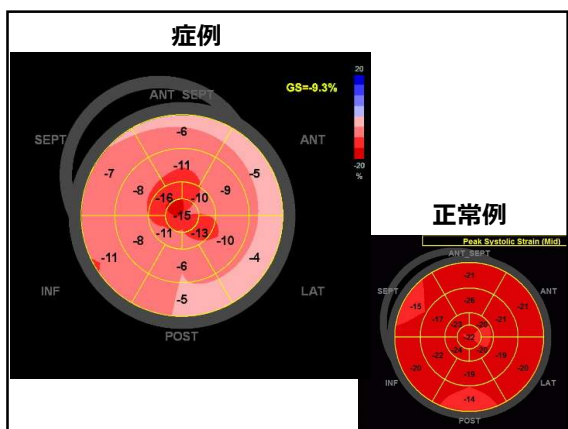 症例
20
GS=-9.3%
ANT_SEPT
-6
SEPT
ANT
-7
-5
-11
-8
-9
-16
-10
-20
%
-15
-8
-11
-13
-10
-11
-6
-4
INF
LAT
-5
POST
正常例
Peak Systolic Strain (Mid)
ANT_SEPT
-21
SEPT
ANT
-26
-15
-21
-17
-21
-23
-20
-22
-22
-24
-20
-19
-20
-20
-19
INF
LAT
-14
POST